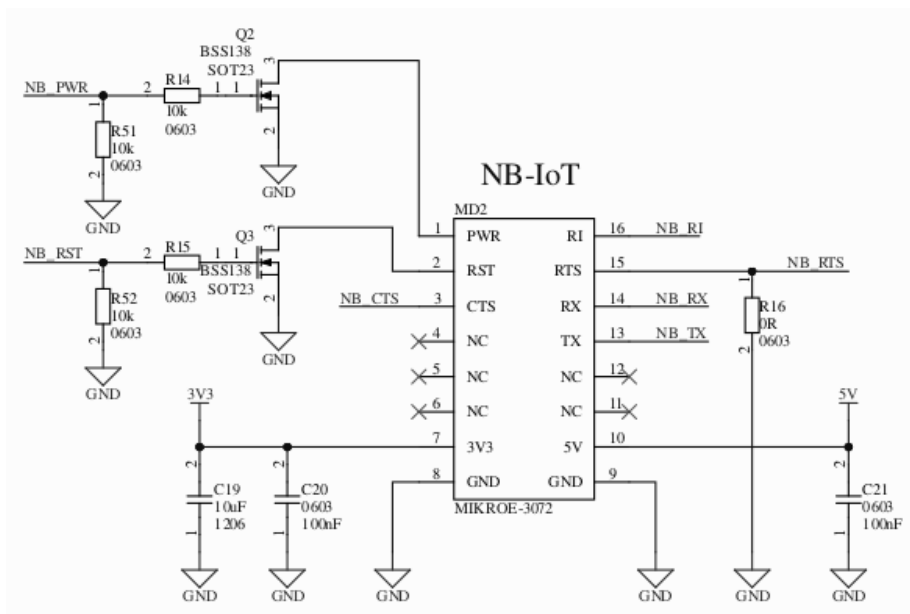 Q2
BSS138
SOT23
3
NB_PWR
2
R14
1
1
10k
0603
1
R51
10k
0603
2
2
GND
GND
NB-IoT
MD2
Q3
BSS138
SOT23
3
NB_RST
2
R15
1
1
10k
0603
1
R52
10k
0603
2
2
GND
GND
1
PWR
RI
16
NB_RI
2
RST
RTS
15
NB_RTS
NB_CTS
3
CTS
RX
14
NB_RX
4
NC
TX
13
NB_TX
5
NC
NC
12
6
NC
NC
11
7
3V3
5V
10
8
GND
GND
9
MIKROE-3072
1
R16
0R
0603
2
3V3
5V
2
C19
10uF
1206
1
2
C20
0603
100nF
1
2
C21
0603
100nF
1
GND
GND
GND
GND
GND
GND